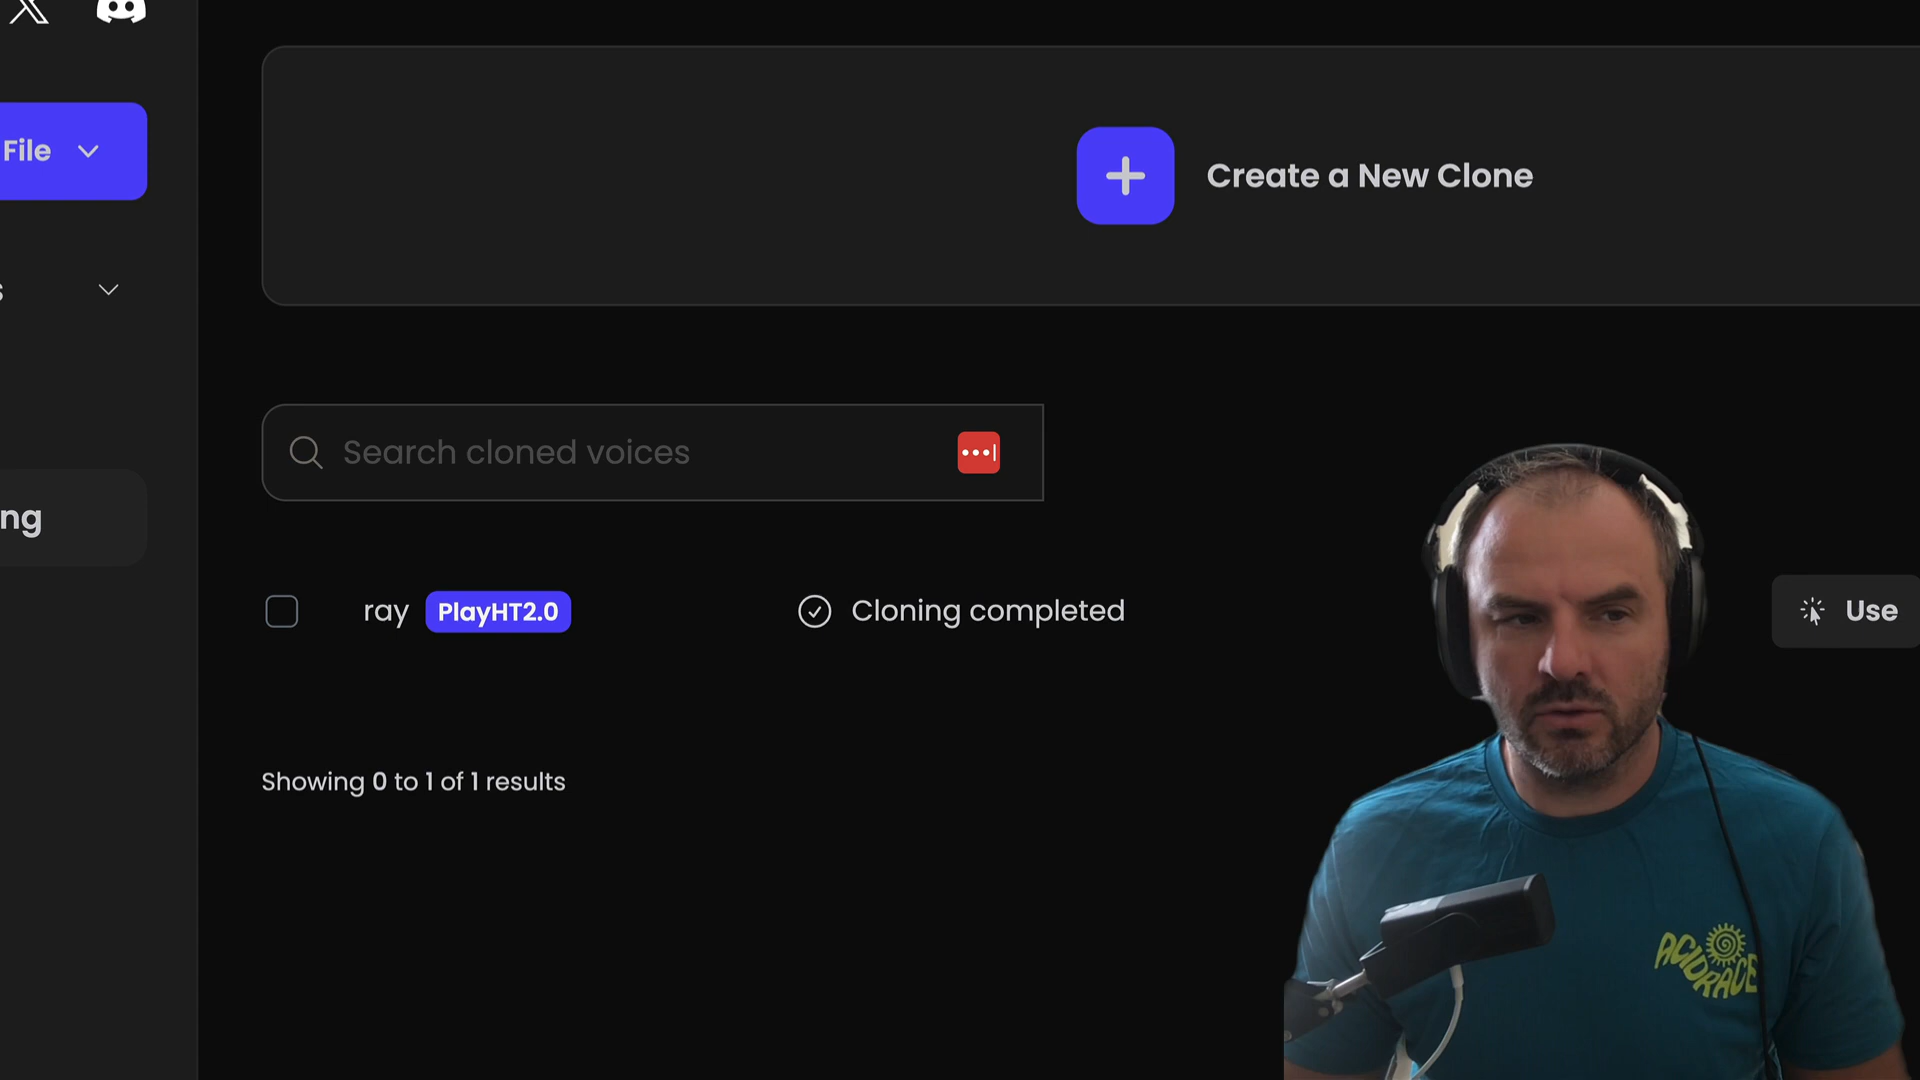 File
Create a New Clone
s
Search cloned voices
ng
ray
PlayHT2.0
Cloning completed
Use
Showing 0 to 1 of 1 results
ACIDRACE